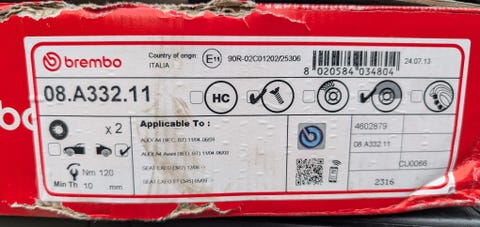 brembo
Country of origin:
ITALIA
E11
90R-02C01202/25306
24.07.13
8 020584 034804
08.A332.11
HC
x 2
Applicable To :
4602879
08.A332.11
CU0066
Nm 120
Min Th 10 mm
2316